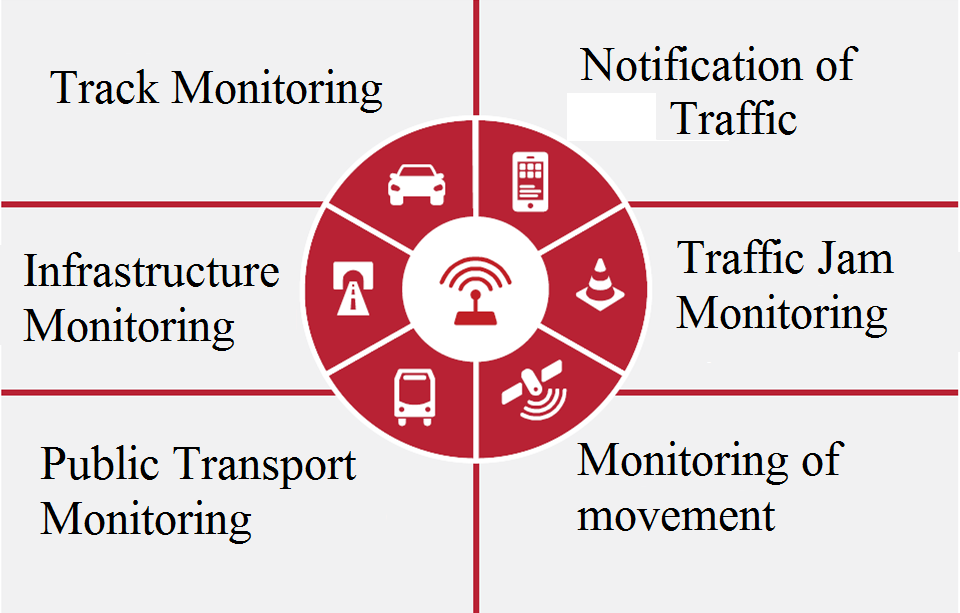 Track Monitoring
Notification of
Traffic
Infrastructure
Monitoring
Traffic Jam
Monitoring
Public Transport
Monitoring
Monitoring of
movement